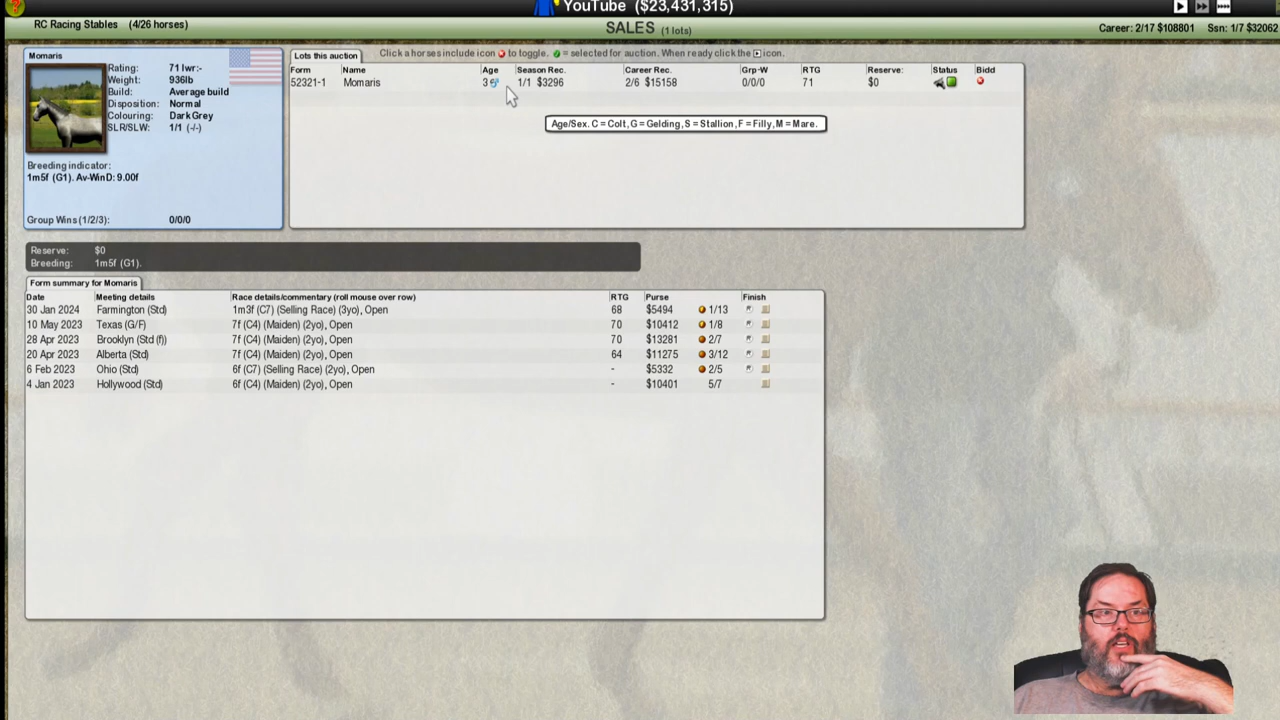 YouTube ($23,431,315)
RC Racing Stables (4/26 horses)
SALES (1 lots)
Career: 2/17 $108801 Ssn: 1/7 $32062
Momaris
Rating: 71 lwr:-
Weight: 936lb
Build: Average build
Disposition: Normal
Colouring: Dark Grey
SLR/SLW: 1/1 (-/-)
Breeding indicator:
1m5f (G1). Av-WinD: 9.00f
Group Wins (1/2/3): 0/0/0
Lots this auction Click a horses include icon to toggle. = selected for auction. When ready click the icon.
Form Name Age Season Rec. Career Rec. Grp-W RTG Reserve: Status Bidd
52321-1 Momaris 3 1/1 $3296 2/6 $15158 0/0/0 71 $0
Age/Sex. C = Colt, G = Gelding, S = Stallion, F = Filly, M = Mare.
Reserve: $0
Breeding: 1m5f (G1).
Form summary for Momaris
Date Meeting details Race details/commentary (roll mouse over row) RTG Purse Finish
30 Jan 2024 Farmington (Std) 1m3f (C7) (Selling Race) (3yo), Open 68 $5494 1/13
10 May 2023 Texas (G/F) 7f (C4) (Maiden) (2yo), Open 70 $10412 1/8
28 Apr 2023 Brooklyn (Std (f)) 7f (C4) (Maiden) (2yo), Open 70 $13281 2/7
20 Apr 2023 Alberta (Std) 7f (C4) (Maiden) (2yo), Open 64 $11275 3/12
6 Feb 2023 Ohio (Std) 6f (C7) (Selling Race) (2yo), Open - $5332 2/5
4 Jan 2023 Hollywood (Std) 6f (C4) (Maiden) (2yo), Open - $10401 5/7